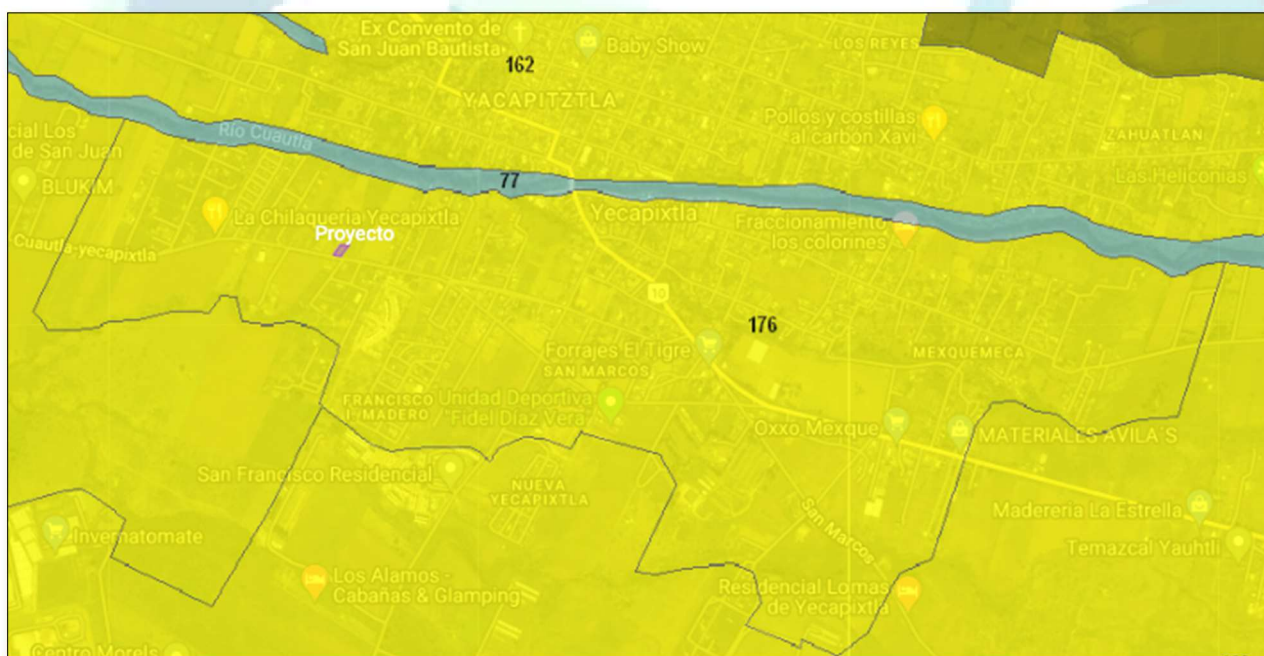 Ex Convento de
San Juan Bautista
Baby Show
LOS REYES
162
YACAPITZTLA
Pollos y costillas
al carbón Xavi
ZAHUATLAN
Río Cuautla
cial Los
de San Juan
Las Heliconias
BLUKIM
77
La Chilaqueria Yecapixtla
Yecapixtla
Fraccionamiento
los colorines
Proyecto
Cuautla-yecapixtla
10
176
Forrajes El Tigre
SAN MARCOS
MEXQUEMECA
FRANCISCO
I. MADERO
Unidad Deportiva
"Fidel Díaz Vera"
Oxxo Mexque
MATERIALES AVILA´S
San Francisco Residencial
NUEVA
YECAPIXTLA
San Marcos
Madereria La Estrella
Invernatomate
Temazcal Yauhtli
Los Alamos -
Cabañas & Glamping
Residencial Lomas
de Yecapixtla
Centro Morels